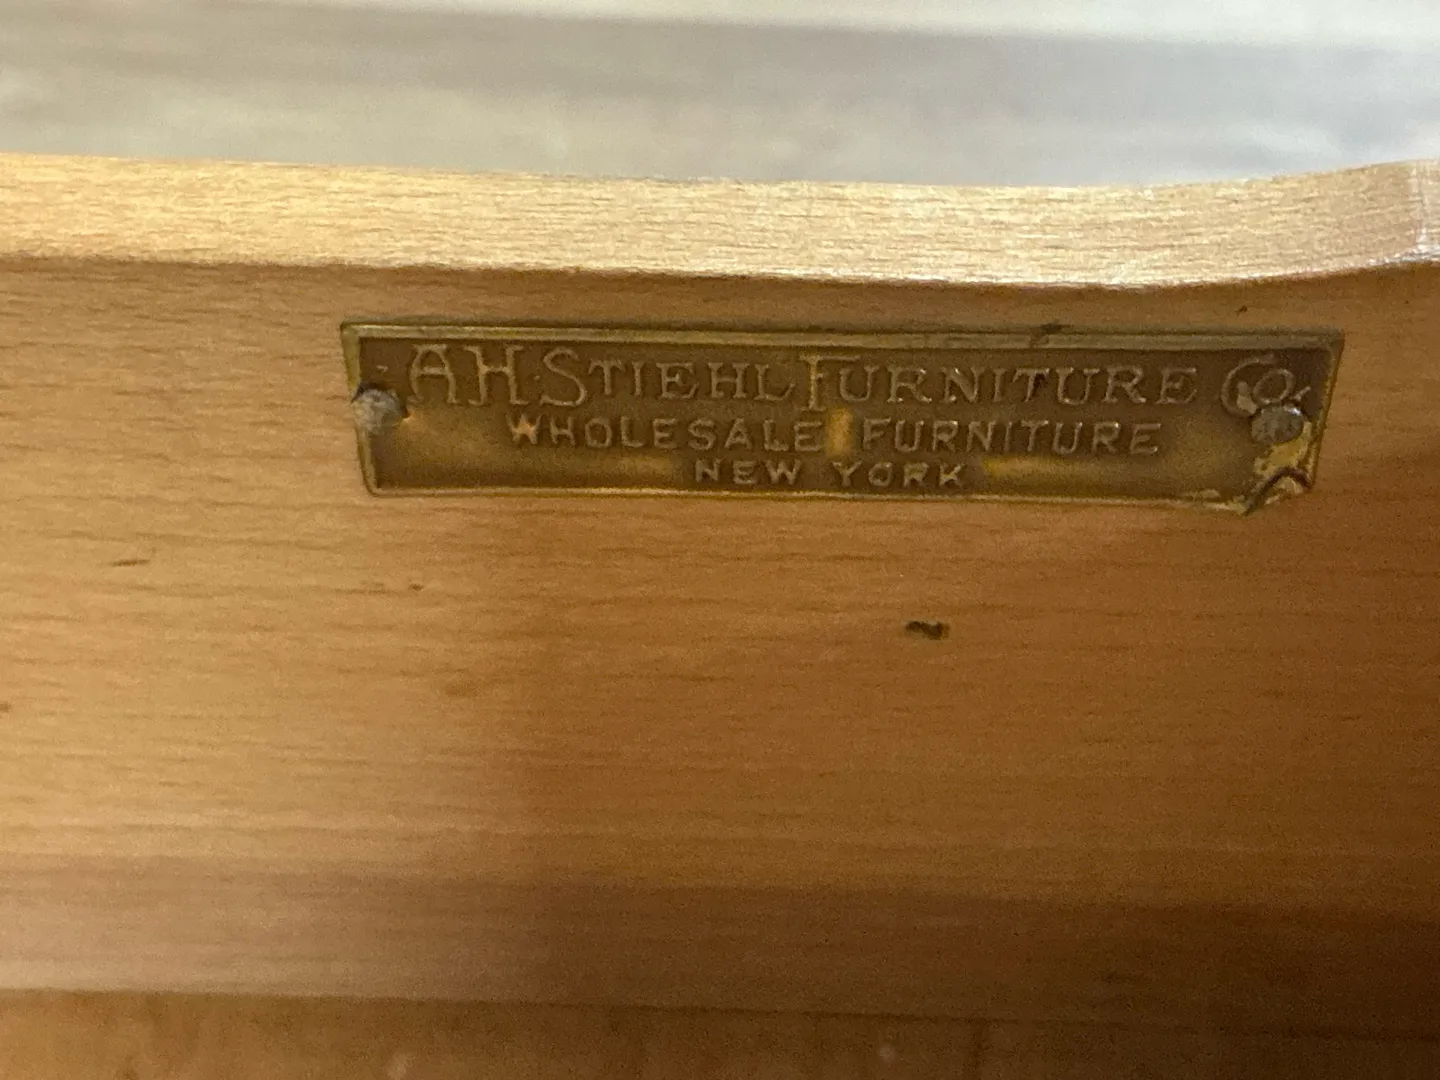 A.H. STIEHL FURNITURE Co.
WHOLESALE FURNITURE
NEW YORK